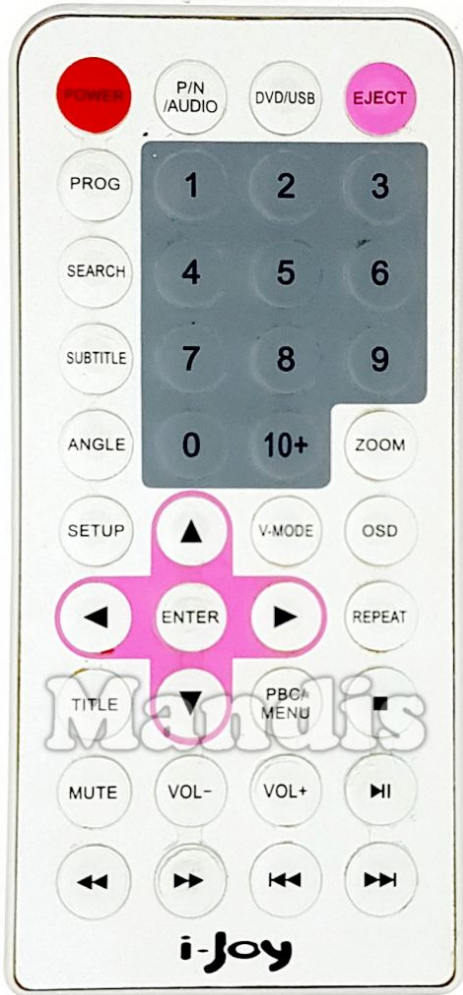 POWER P/N DVD/USB EJECT
/AUDIO
PROG 1 2 3
SEARCH 4 5 6
SUBTITLE 7 8 9
ANGLE 0 10+ ZOOM
SETUP ▲ V-MODE OSD
◀ ENTER ▶ REPEAT
TITLE ▼ PBC/ ■
MENU
Mandis
MUTE VOL- VOL+ ▶II
◀◀ ▶▶ I◀◀ ▶▶I
i-Joy